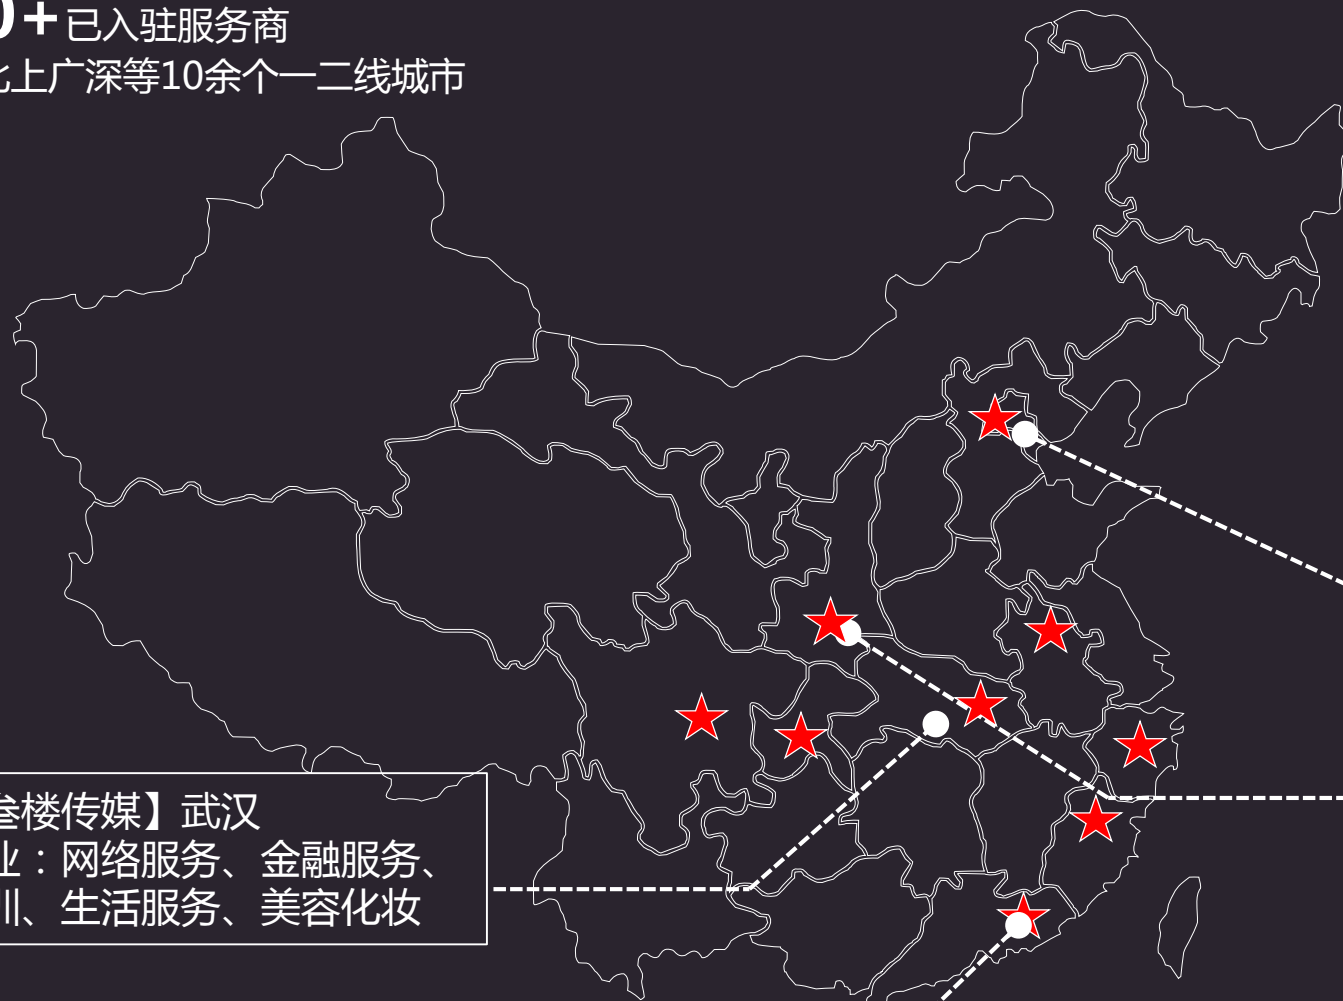 0+已入驻服务商
上广深等10余个一二线城市
楼传媒】武汉
：网络服务、金融服务、
、生活服务、美容化妆